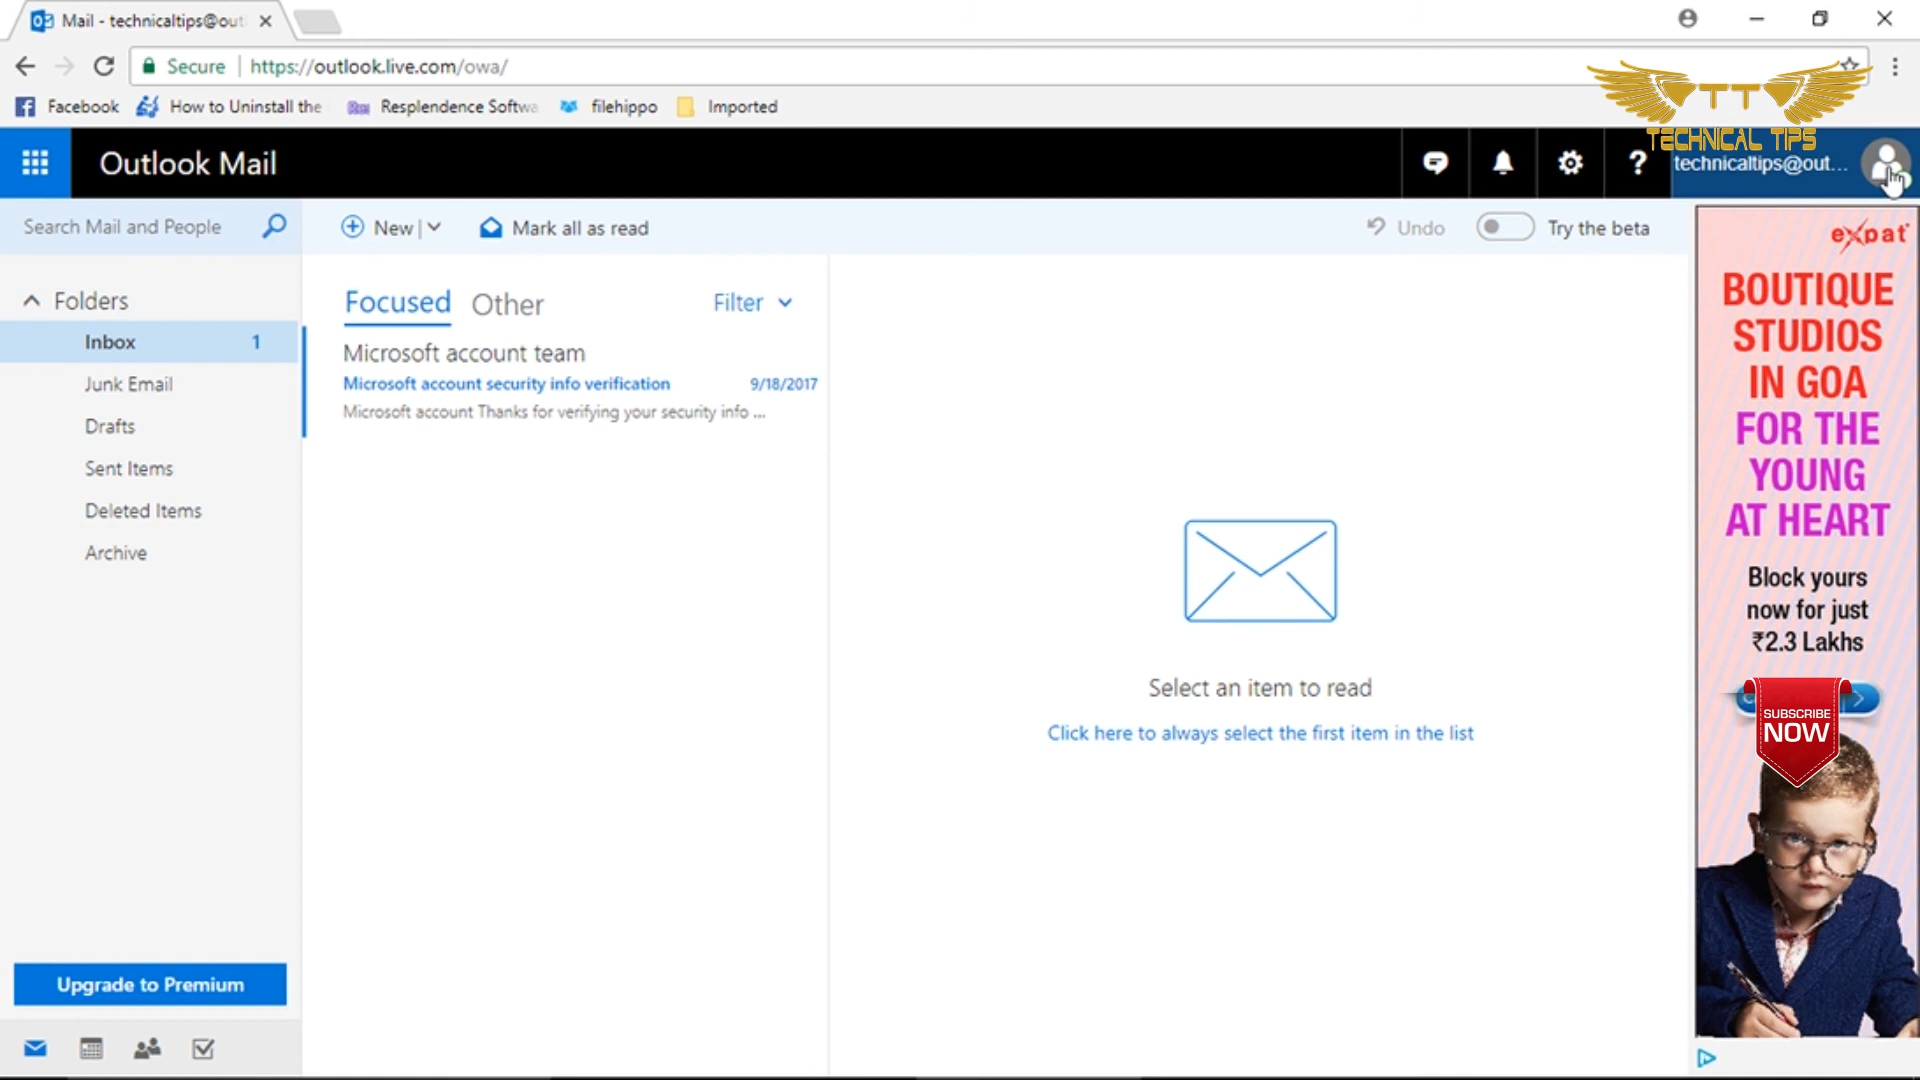 Mail - technicaltips@out
Secure
https://outlook.live.com/owa/
Facebook
How to Uninstall the
Resplendence Softwa
filehippo
Imported
TT
TECHNICAL TIPS
Outlook Mail
?
technicaltips@out...
Search Mail and People
New
Mark all as read
Undo
Try the beta
Folders
Inbox 1
Junk Email
Drafts
Sent Items
Deleted Items
Archive
Focused
Other
Filter
Microsoft account team
Microsoft account security info verification 9/18/2017
Microsoft account Thanks for verifying your security info ...
Select an item to read
Click here to always select the first item in the list
expat
BOUTIQUE
STUDIOS
IN GOA
FOR THE
YOUNG
AT HEART
Block yours
now for just
₹2.3 Lakhs
SUBSCRIBE
NOW
Upgrade to Premium